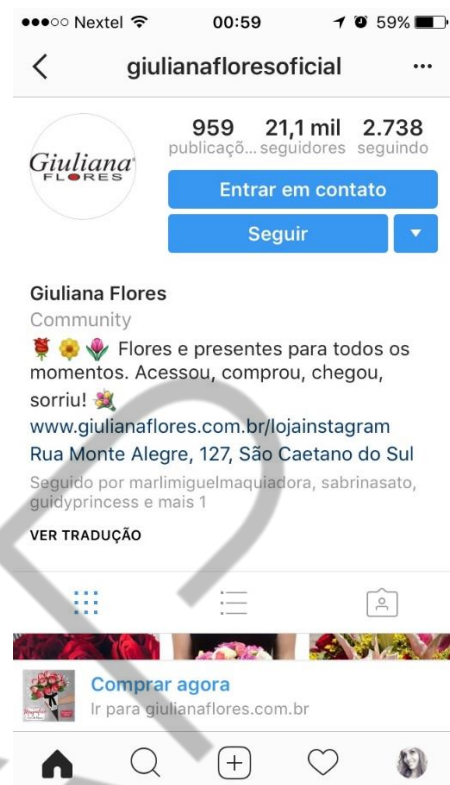 ●●●○○ Nextel 00:59 59%
giulianafloresoficial
Giuliana
FLORES
959 21,1 mil 2.738
publicaçõ... seguidores seguindo
Entrar em contato
Seguir
Giuliana Flores
Community
🌹 🌼 🌷 Flores e presentes para todos os
momentos. Acessou, comprou, chegou,
sorriu! 💐
www.giulianaflores.com.br/lojainstagram
Rua Monte Alegre, 127, São Caetano do Sul
Seguido por marlimiguelmaquiadora, sabrinasato,
guidyprincess e mais 1
VER TRADUÇÃO
Comprar agora
Ir para giulianaflores.com.br